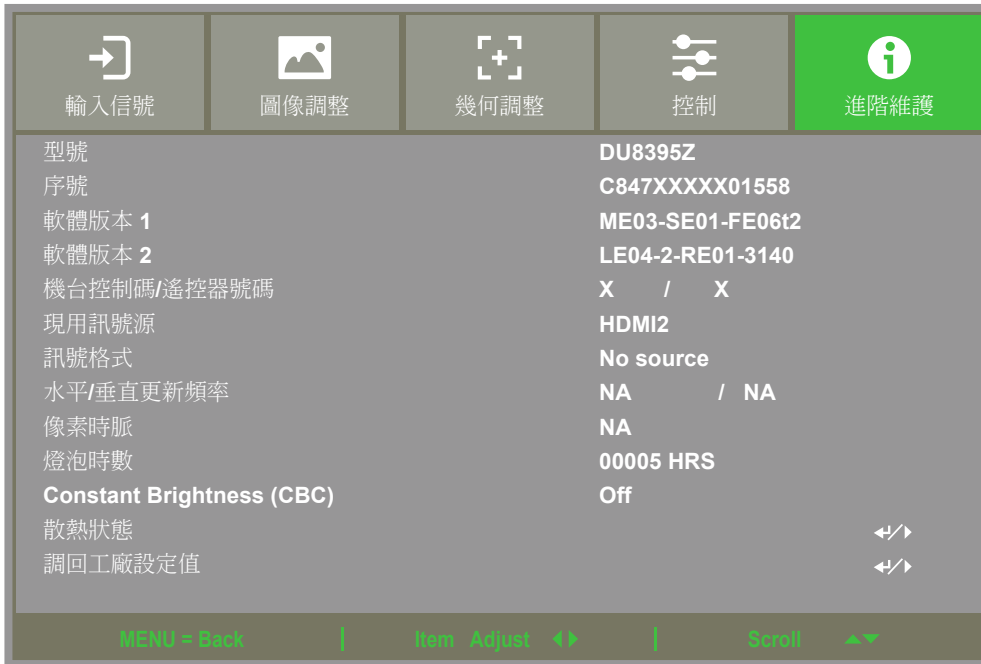 輸入信號 圖像調整 幾何調整 控制 進階維護
型號 DU8395Z
序號 C847XXXXX01558
軟體版本 1 ME03-SE01-FE06t2
軟體版本 2 LE04-2-RE01-3140
機台控制碼/遙控器號碼 X / X
現用訊號源 HDMI2
訊號格式 No source
水平/垂直更新頻率 NA / NA
像素時脈 NA
燈泡時數 00005 HRS
Constant Brightness (CBC) Off
散熱狀態
調回工廠設定值
MENU = Back | Item Adjust | Scroll